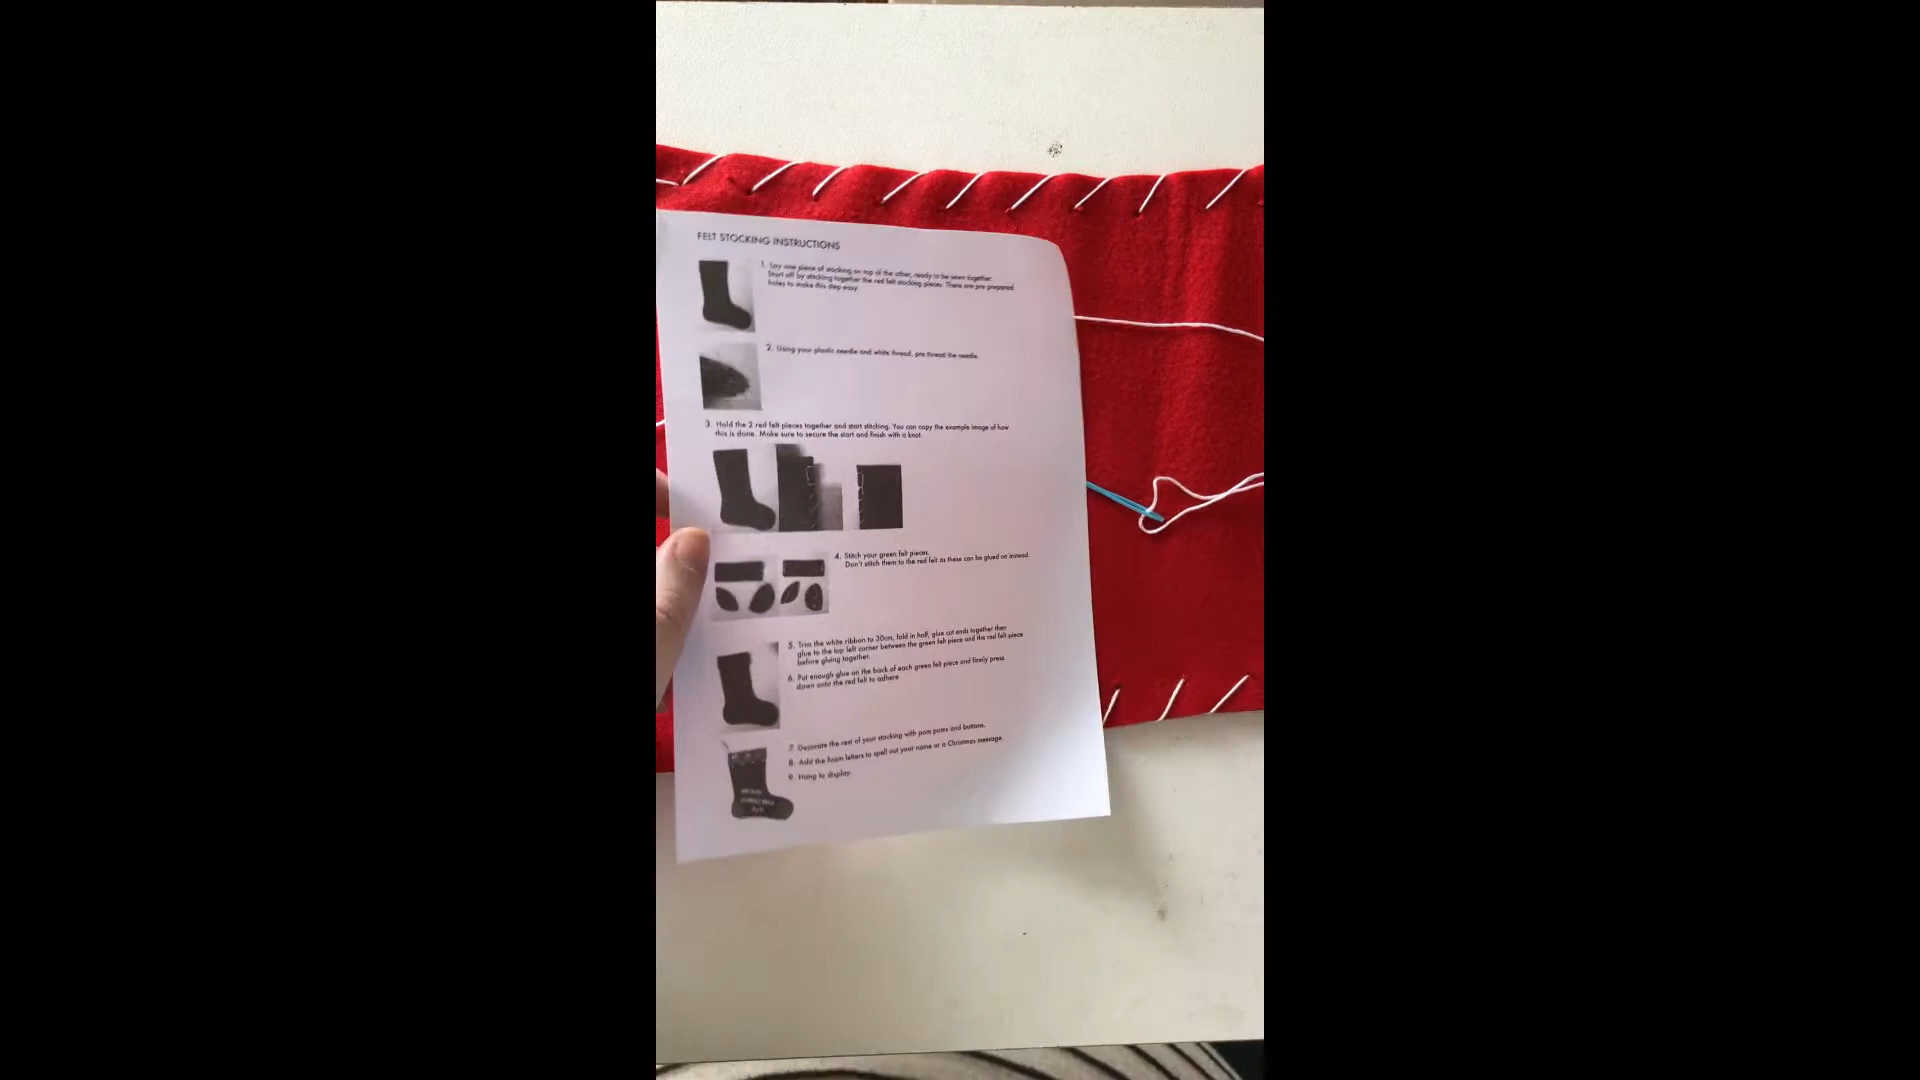 FELT STOCKING INSTRUCTIONS
1. Lay one piece of stocking on top of the other, ready to be sewn together.
Start off by stocking together the red felt stocking pieces. There are pre prepared
holes to make this step easy.
2. Using your plastic needle and white thread, pre thread the needle.
3. Hold the 2 red felt pieces together and start stitching. You can copy the example image of how
this is done. Make sure to secure the start and finish with a knot.
4. Stitch your green felt pieces.
Don't stitch them to the red felt as these can be glued on instead.
5. Trim the white ribbon to 30cm, fold in half, glue cut ends together then
glue to the top left corner between the green felt piece and the red felt piece
before gluing together.
6. Put enough glue on the back of each green felt piece and firmly press
down onto the red felt to adhere
7. Decorate the rest of your stocking with pom poms and buttons.
8. Add the foam letters to spell out your name or a Christmas message.
9. Hang to display.
MERRY
CHRISTMAS